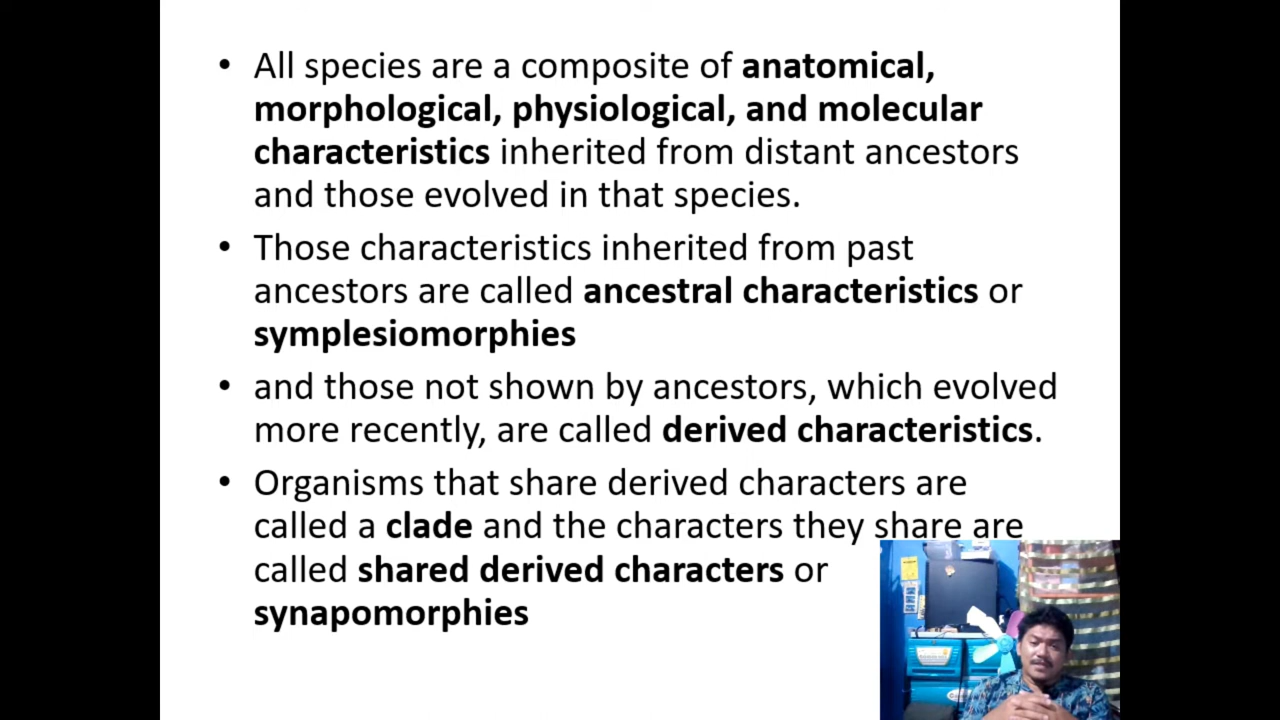 • All species are a composite of anatomical,
morphological, physiological, and molecular
characteristics inherited from distant ancestors
and those evolved in that species.
• Those characteristics inherited from past
ancestors are called ancestral characteristics or
symplesiomorphies
• and those not shown by ancestors, which evolved
more recently, are called derived characteristics.
• Organisms that share derived characters are
called a clade and the characters they share are
called shared derived characters or
synapomorphies